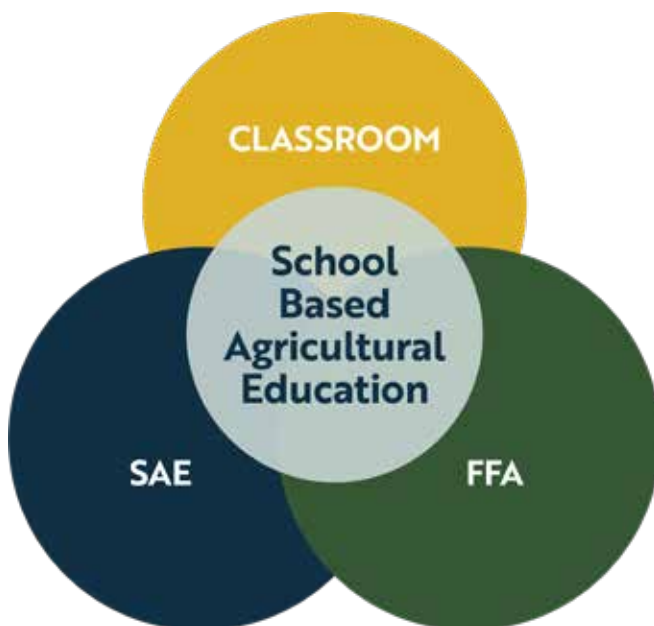 CLASSROOM
School
Based
Agricultural
Education
SAE
FFA